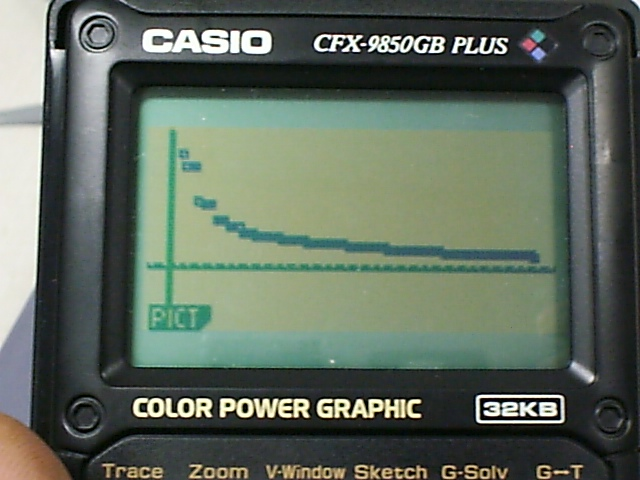 CASIO CFX-9850GB PLUS
PICT
COLOR POWER GRAPHIC 32KB
Trace Zoom V-Window Sketch G-Solv G↔T